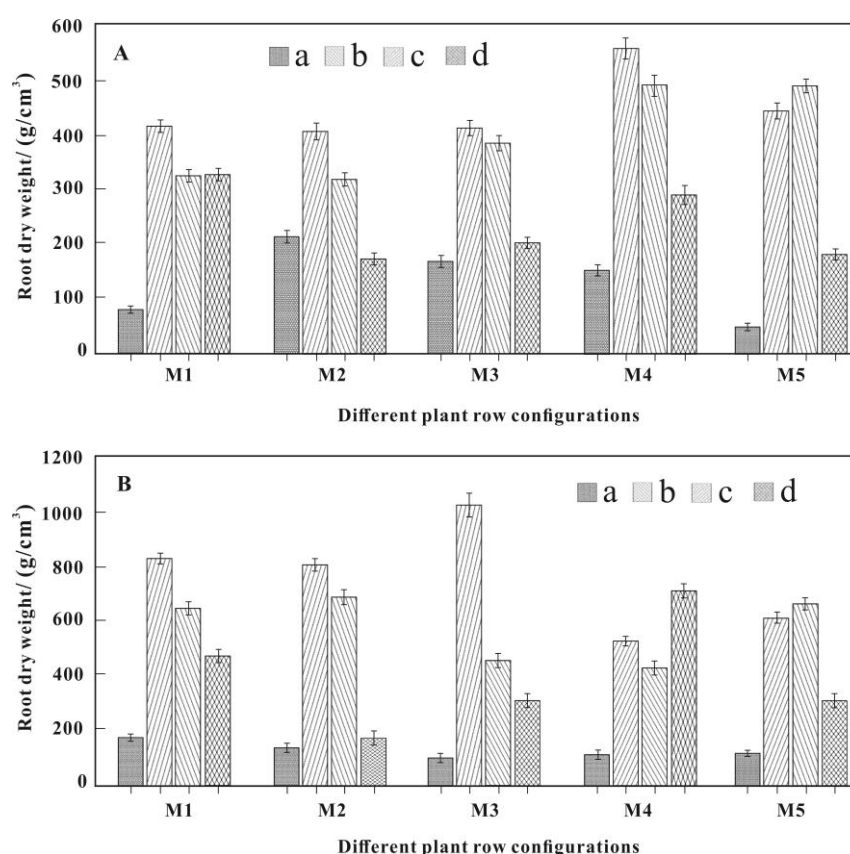 A
a b c d
Root dry weight/ (g/cm³)
600
500
400
300
200
100
0
M1 M2 M3 M4 M5
Different plant row configurations
B
a b c d
Root dry weight/ (g/cm³)
1200
1000
800
600
400
200
0
M1 M2 M3 M4 M5
Different plant row configurations